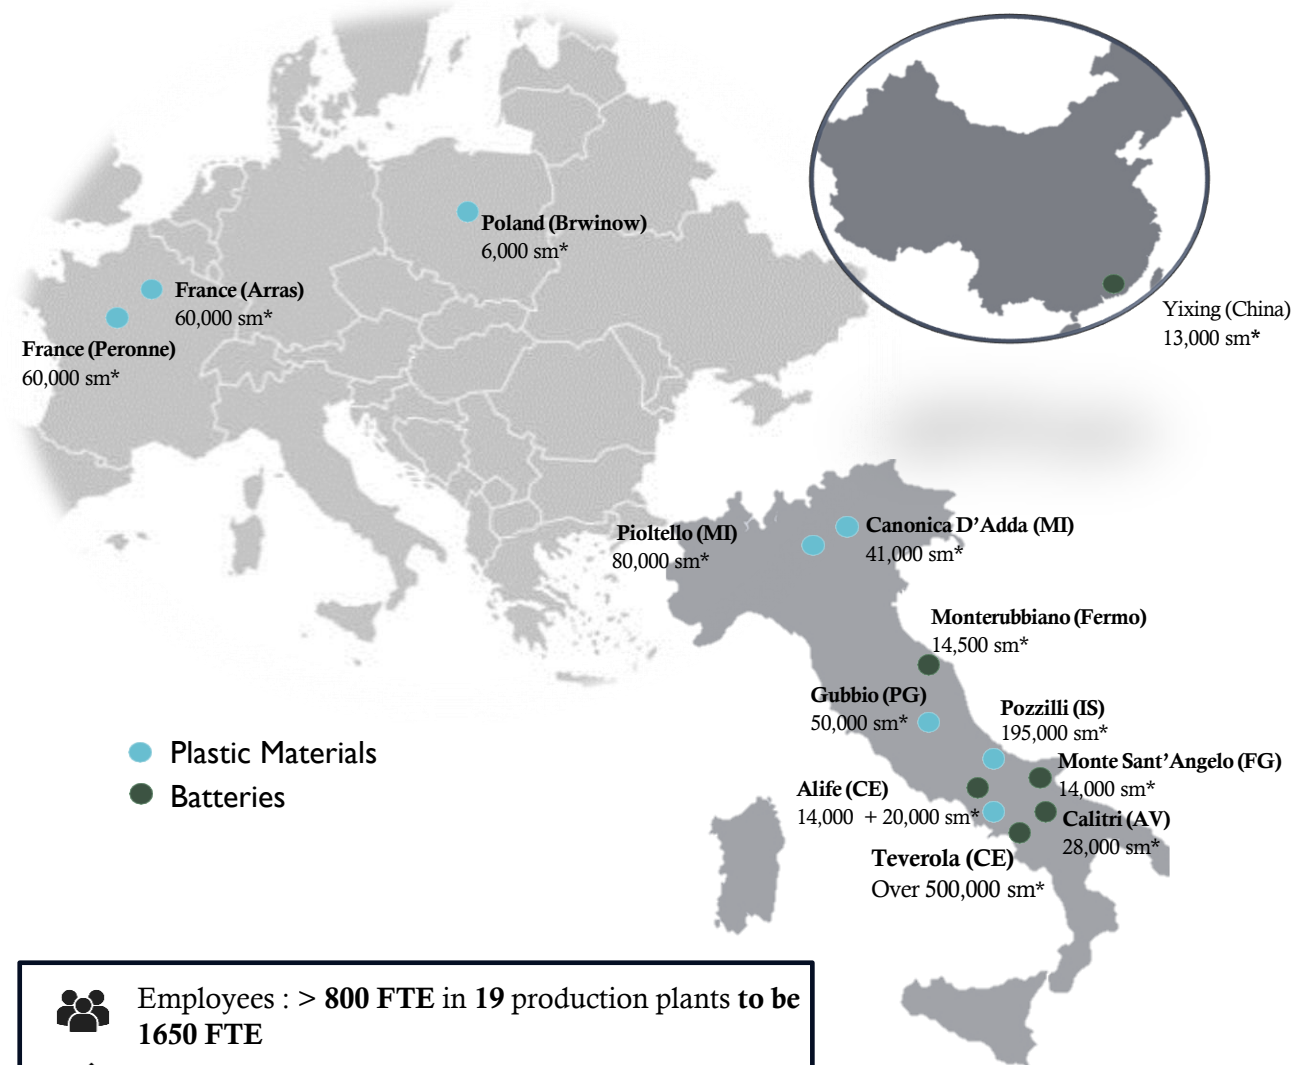 Poland (Brwinow)
6,000 sm*
France (Arras)
60,000 sm*
France (Peronne)
60,000 sm*
Yixing (China)
13,000 sm*
Pioltello (MI)
80,000 sm*
Canonica D’Adda (MI)
41,000 sm*
Monterubbiano (Fermo)
14,500 sm*
Gubbio (PG)
50,000 sm*
Pozzilli (IS)
195,000 sm*
Monte Sant’Angelo (FG)
14,000 sm*
Alife (CE)
14,000 + 20,000 sm*
Calitri (AV)
28,000 sm*
Teverola (CE)
Over 500,000 sm*
Plastic Materials
Batteries
Employees : > 800 FTE in 19 production plants to be
1650 FTE